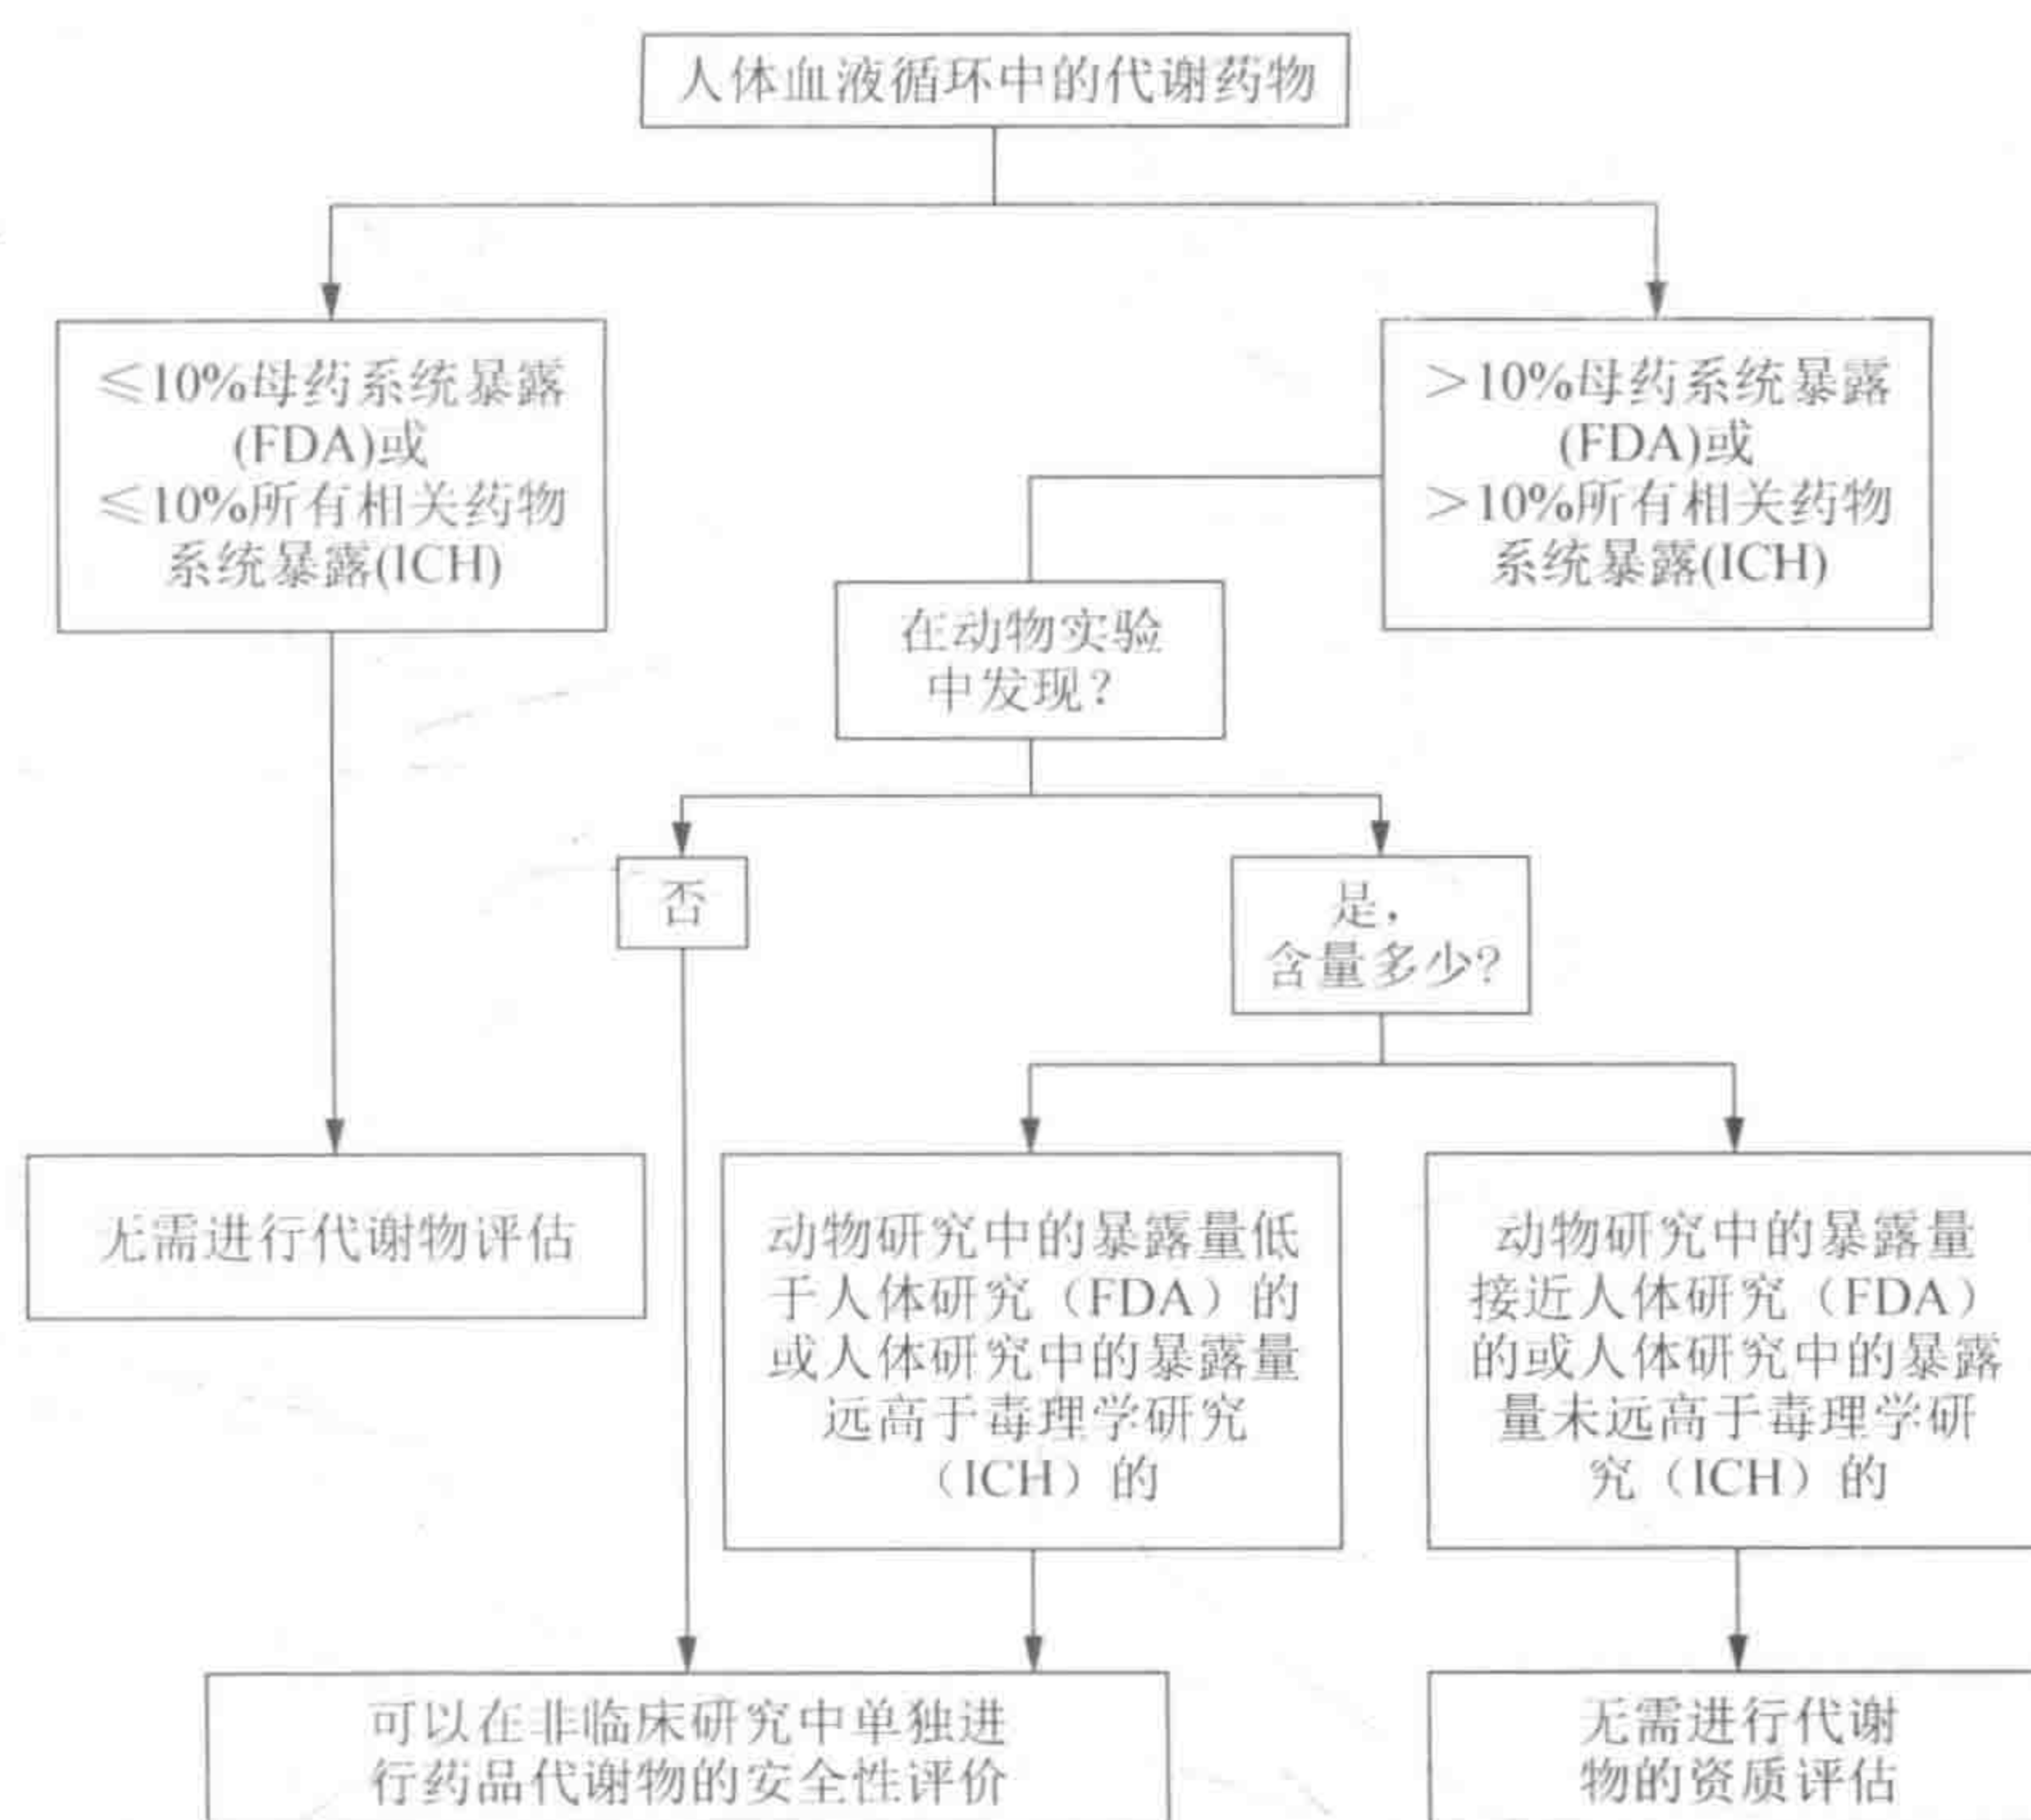 人体血液循环中的代谢药物
≤10%母药系统暴露
(FDA)或
≤10%所有相关药物
系统暴露(ICH)
>10%母药系统暴露
(FDA)或
>10%所有相关药物
系统暴露(ICH)
在动物实验
中发现?
否
是,
含量多少?
无需进行代谢物评估
动物研究中的暴露量低
于人体研究（FDA）的
或人体研究中的暴露量
远高于毒理学研究
（ICH）的
动物研究中的暴露量
接近人体研究（FDA）
的或人体研究中的暴露
量未远高于毒理学研
究（ICH）的
可以在非临床研究中单独进
行药品代谢物的安全性评价
无需进行代谢
物的资质评估